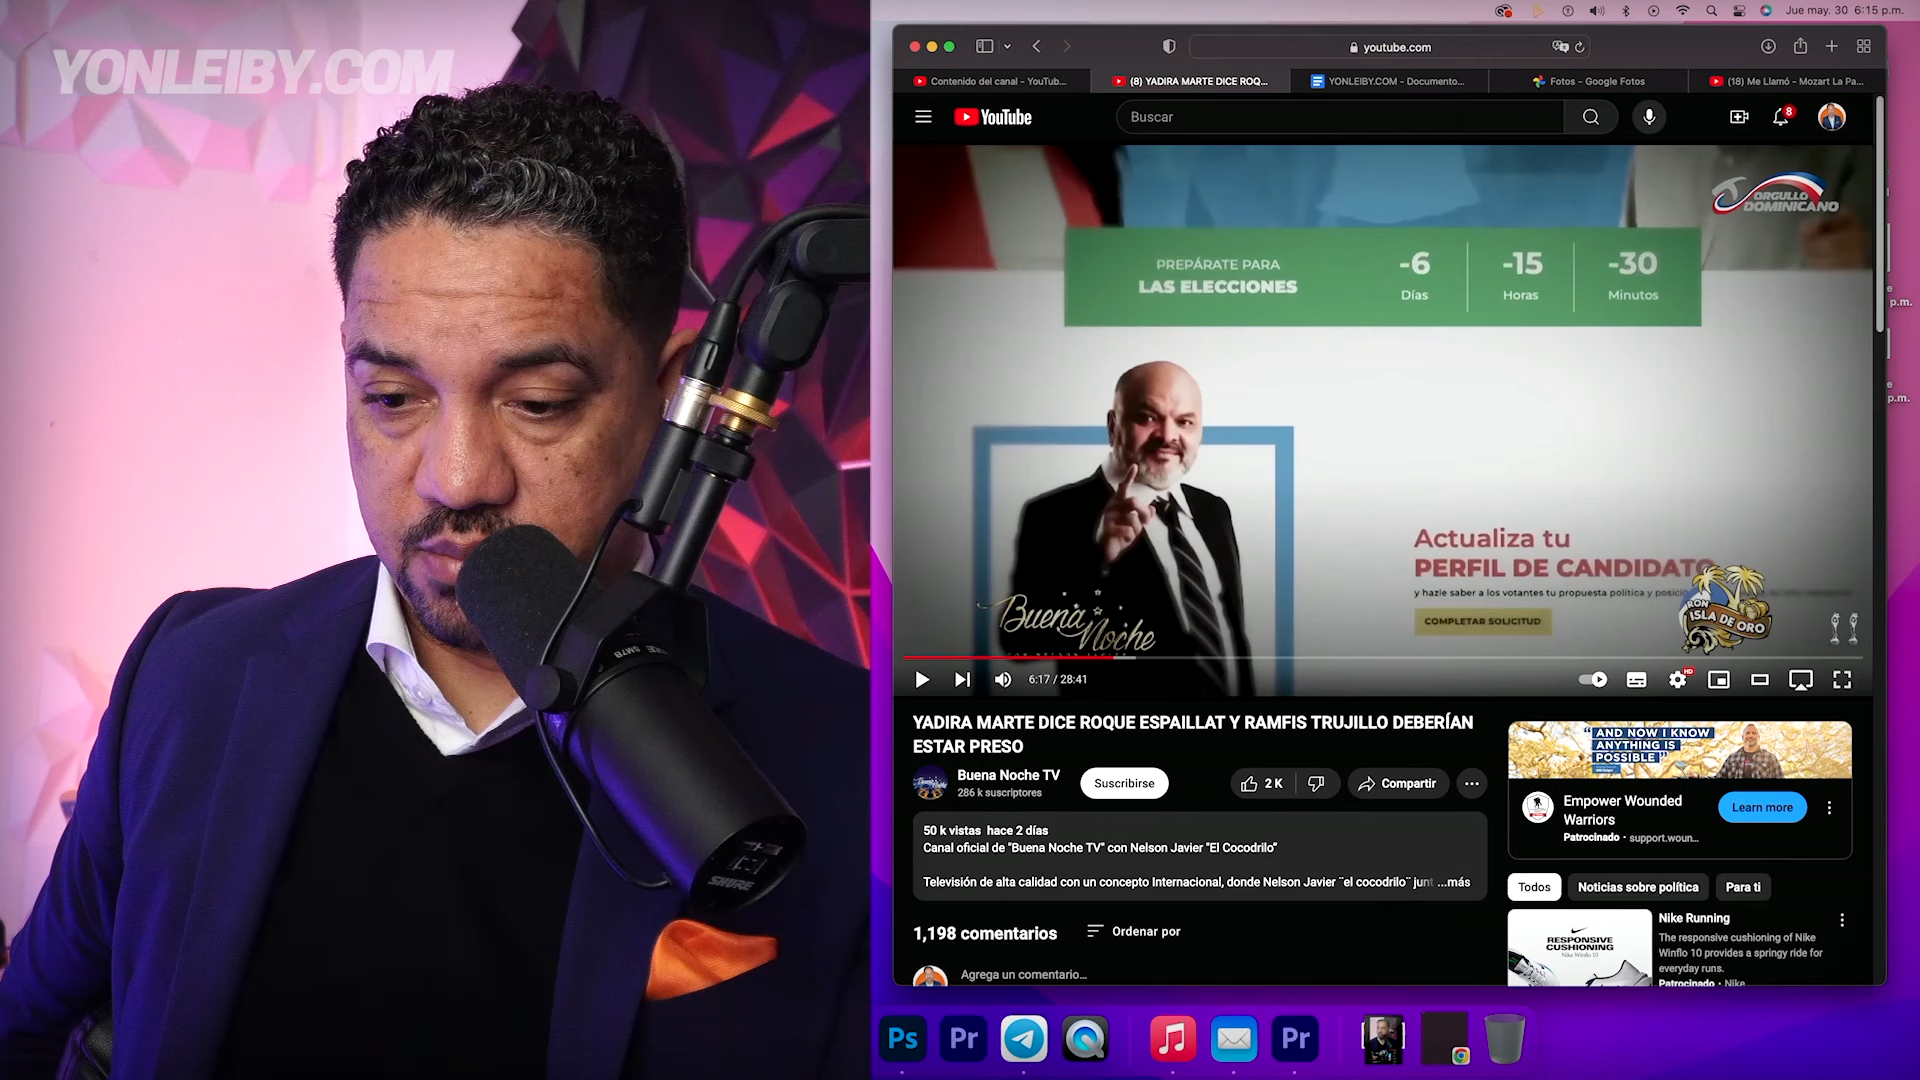 YONLEIBY.COM
Jue may. 30 6:15 p.m.
youtube.com
Contenido del canal - YouTub...
(8) YADIRA MARTE DICE ROQ...
YONLEIBY.COM - Documento...
Fotos - Google Fotos
(18) Me Llamó - Mozart La Pa...
YouTube
Buscar
8
ORGULLO
DOMINICANO
PREPÁRATE PARA
LAS ELECCIONES
-6
Días
-15
Horas
-30
Minutos
p.m.
p.m.
Actualiza tu
PERFIL DE CANDIDATO
y hazle saber a los votantes tu propuesta política y
COMPLETAR SOLICITUD
Buena
Noche
RON
ISLA DE ORO
6:17 / 28:41
HD
YADIRA MARTE DICE ROQUE ESPAILLAT Y RAMFIS TRUJILLO DEBERÍAN
ESTAR PRESO
Buena Noche TV
286 k suscriptores
Suscribirse
2 K
Compartir
50 k vistas hace 2 días
Canal oficial de "Buena Noche TV" con Nelson Javier "El Cocodrilo"
Televisión de alta calidad con un concepto Internacional, donde Nelson Javier ¨el cocodrilo¨ junt ...más
1,198 comentarios
Ordenar por
Agrega un comentario...
"AND NOW I KNOW
ANYTHING IS
POSSIBLE"
Empower Wounded
Warriors
Patrocinado · support.woun...
Learn more
Todos
Noticias sobre política
Para ti
RESPONSIVE
CUSHIONING
Nike Winflo 10
Nike Running
The responsive cushioning of Nike
Winflo 10 provides a springy ride for
everyday runs.
Patrocinado · Nike
SM7B
SHURE
Ps
Pr
Pr